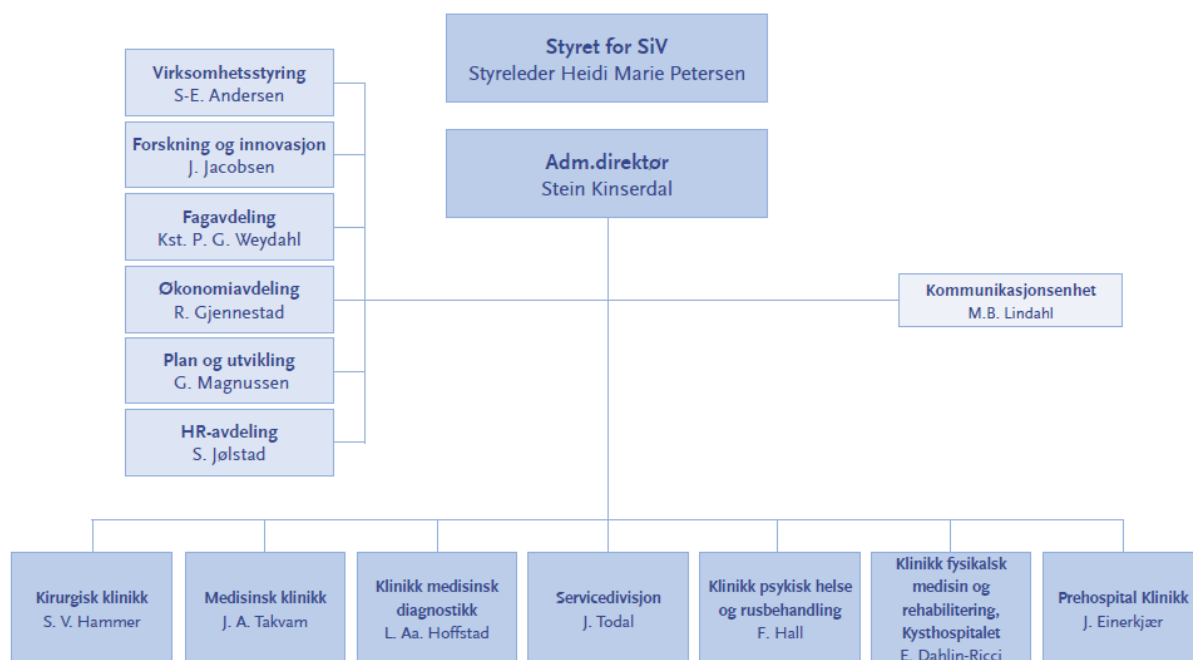 Styret for SiV
Styreleder Heidi Marie Petersen
Adm.direktør
Stein Kinserdal
Virksomhetsstyring
S-E. Andersen
Forskning og innovasjon
J. Jacobsen
Fagavdeling
Kst. P. G. Weydahl
Økonomiavdeling
R. Gjennestad
Plan og utvikling
G. Magnussen
HR-avdeling
S. Jølstad
Kommunikasjonsenhet
M.B. Lindahl
Kirurgisk klinikk
S. V. Hammer
Medisinsk klinikk
J. A. Takvam
Klinikk medisinsk
diagnostikk
L. Aa. Hoffstad
Servicedivisjon
J. Todal
Klinikk psykisk helse
og rusbehandling
F. Hall
Klinikk fysikalsk
medisin og
rehabilitering,
Kysthospitalet
E. Dahlin-Ricci
Prehospital Klinikk
J. Einerkjær